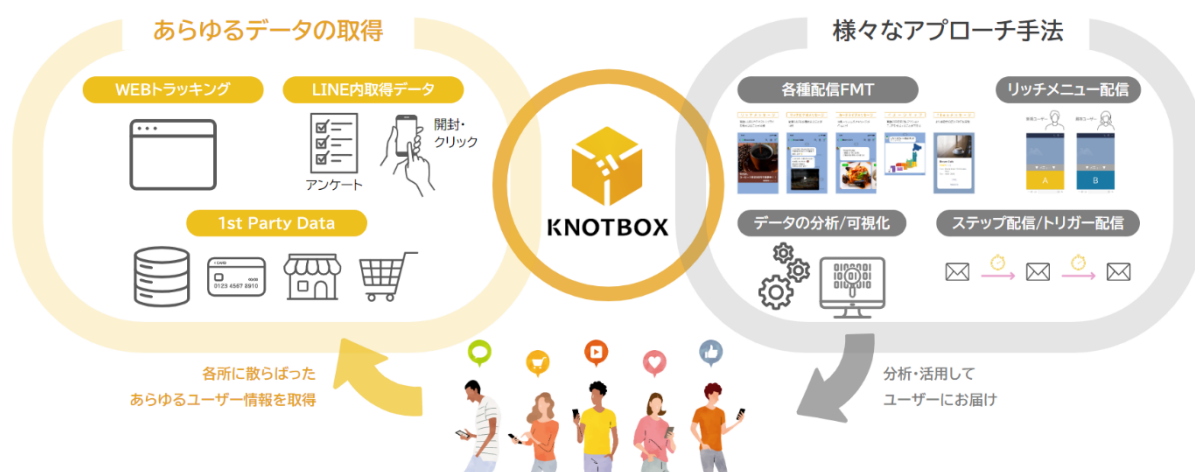 あらゆるデータの取得
WEBトラッキング
LINE内取得データ
開封・
クリック
アンケート
1st Party Data
0123 4567 8910
各所に散らばった
あらゆるユーザー情報を取得
KNOTBOX
様々なアプローチ手法
各種配信FMT
リッチメニュー配信
A
B
データの分析/可視化
ステップ配信/トリガー配信
分析・活用して
ユーザーにお届け